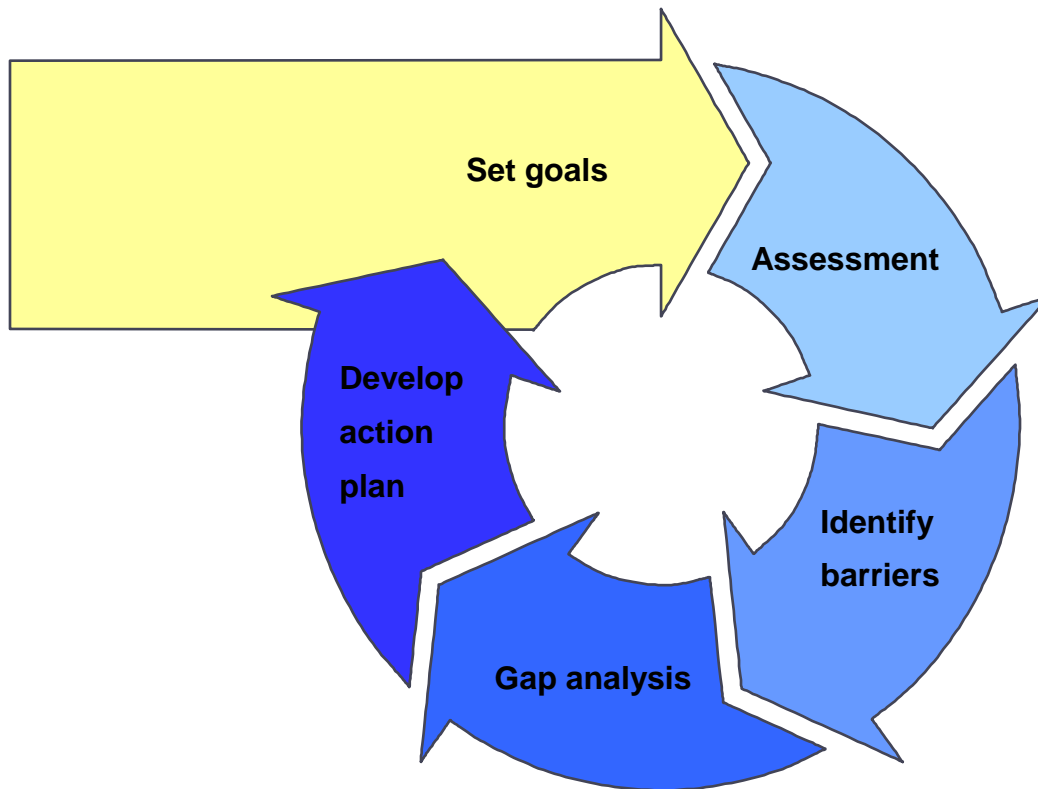 Set goals
Assessment
Identify
barriers
Gap analysis
Develop
action
plan